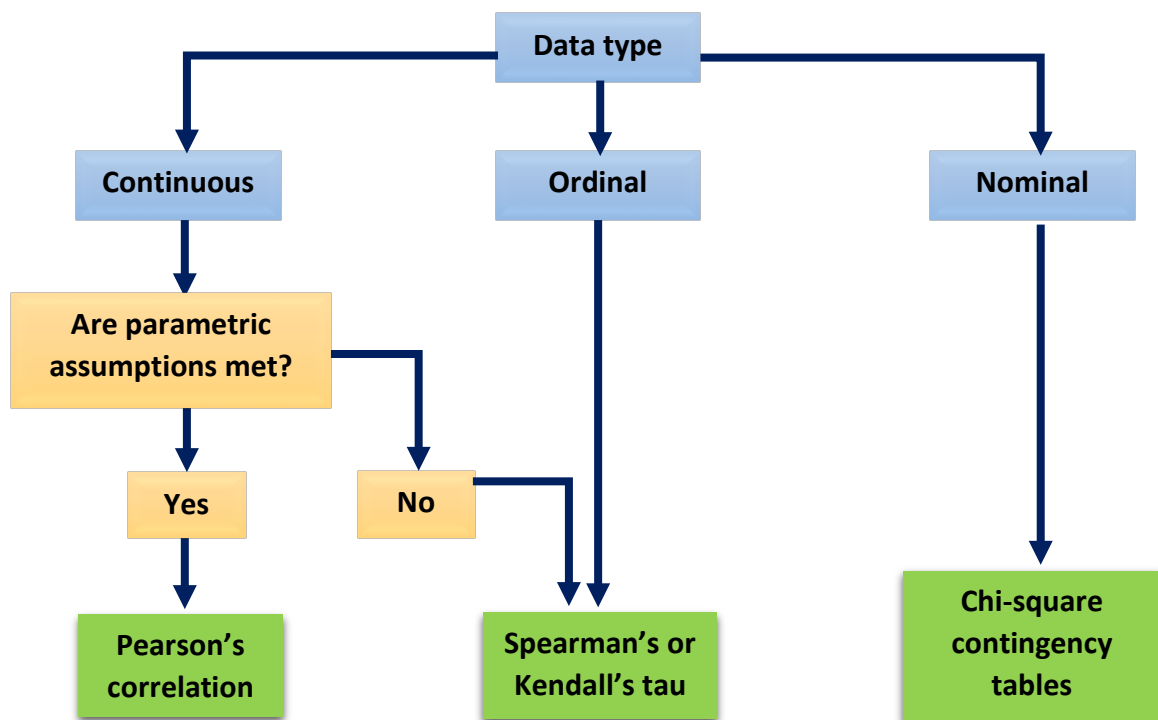 Data type
Continuous
Ordinal
Nominal
Are parametric
assumptions met?
Yes
No
Pearson’s
correlation
Spearman’s or
Kendall’s tau
Chi-square
contingency
tables